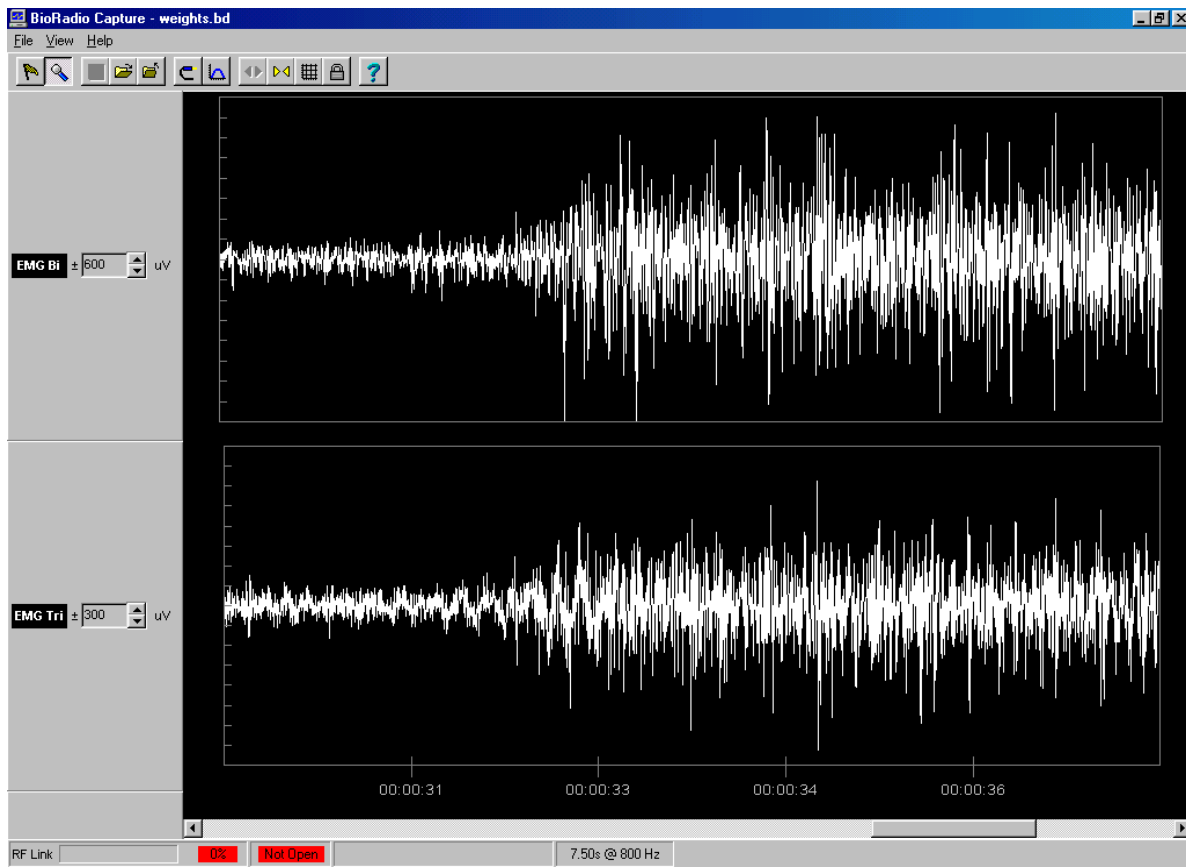 BioRadio Capture - weights.bd
File View Help
EMG Bi ± 600 uV
EMG Tri ± 300 uV
00:00:31 00:00:33 00:00:34 00:00:36
RF Link 0% Not Open 7.50s @ 800 Hz